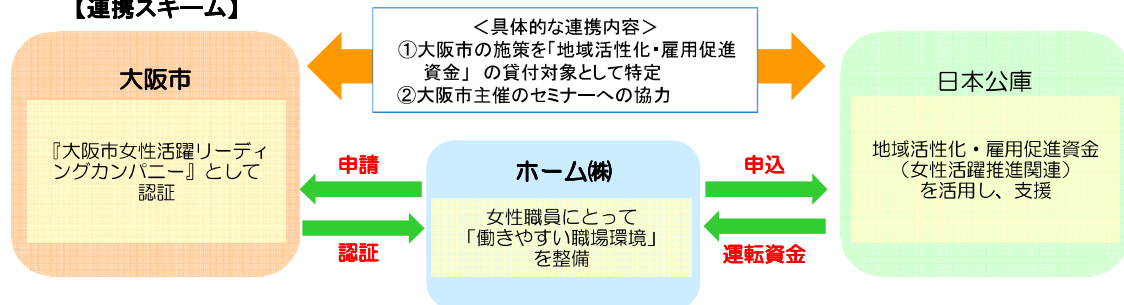 【連携スキーム】
＜具体的な連携内容＞
①大阪市の施策を「地域活性化・雇用促進
資金」 の貸付対象として特定
②大阪市主催のセミナーへの協力
大阪市
『大阪市女性活躍リーディ
ングカンパニー』として
認証
申請
認証
ホーム㈱
女性職員にとって
「働きやすい職場環境」
を整備
申込
運転資金
日本公庫
地域活性化・雇用促進資金
（女性活躍推進関連）
を活用し、支援